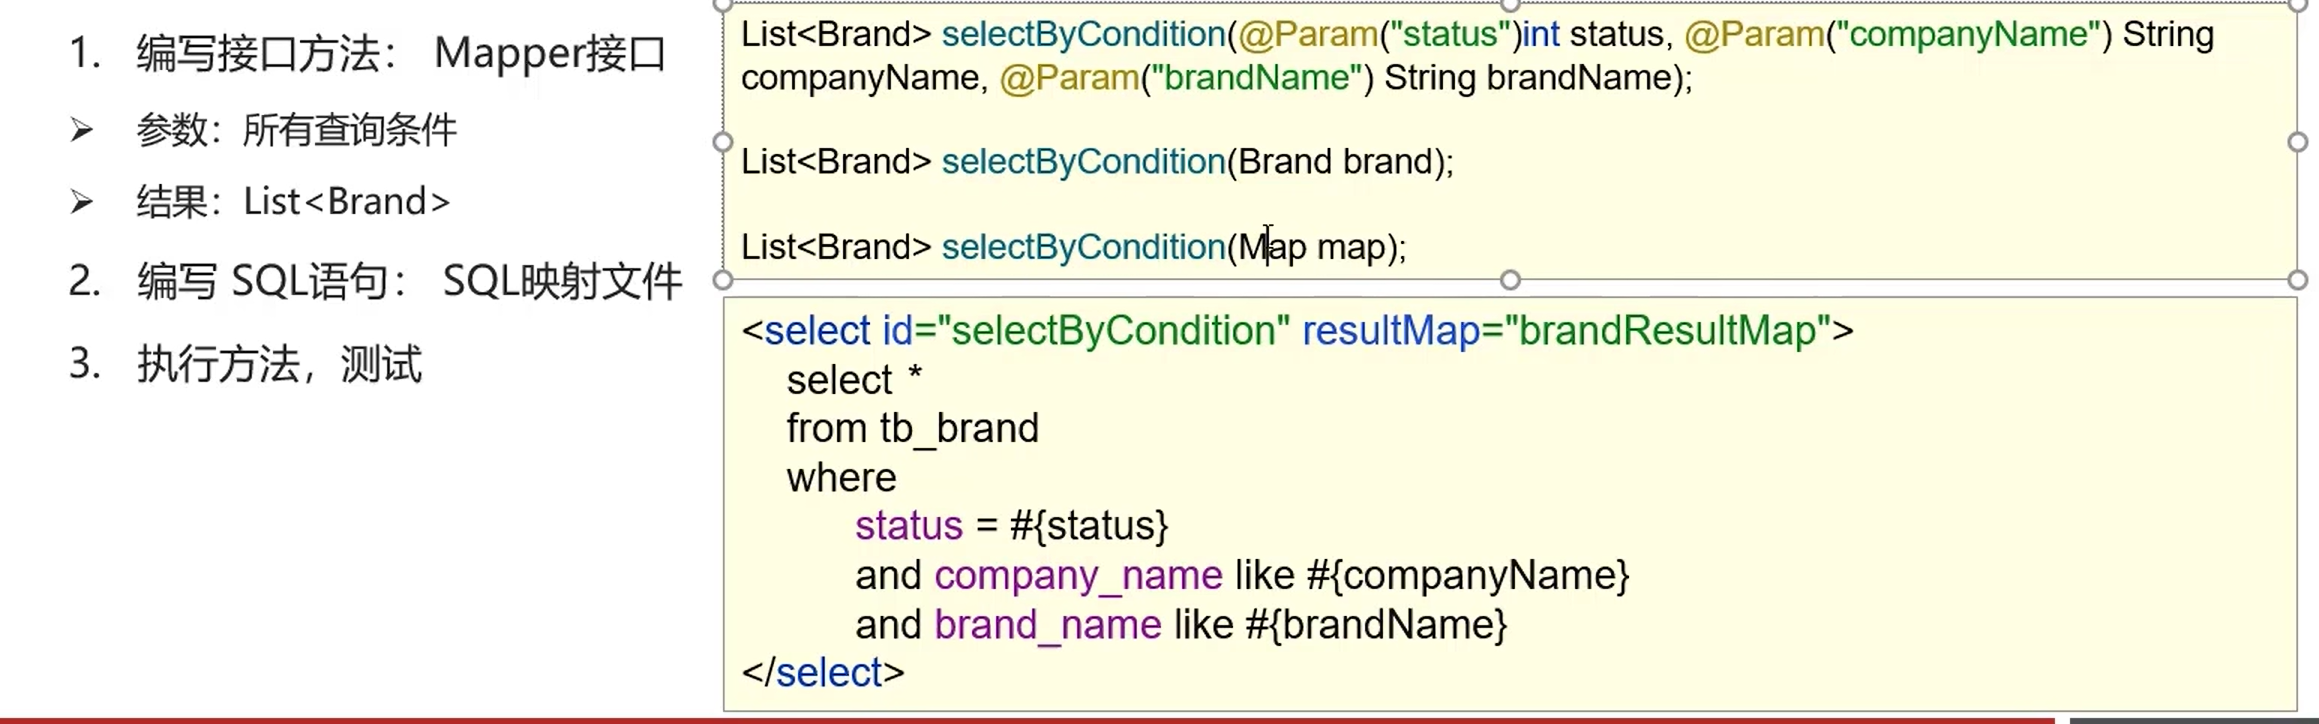 1. 编写接口方法： Mapper接口
➢ 参数：所有查询条件
➢ 结果：List<Brand>
2. 编写 SQL语句： SQL映射文件
3. 执行方法，测试
List<Brand> selectByCondition(@Param("status")int status, @Param("companyName") String
companyName, @Param("brandName") String brandName);
List<Brand> selectByCondition(Brand brand);
List<Brand> selectByCondition(Map map);
<select id="selectByCondition" resultMap="brandResultMap">
select *
from tb_brand
where
status = #{status}
and company_name like #{companyName}
and brand_name like #{brandName}
</select>